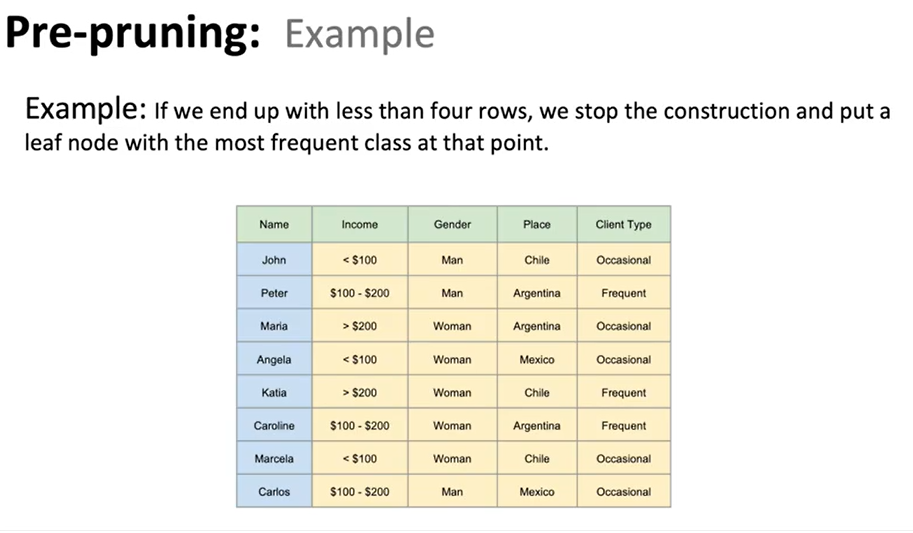 Pre-pruning: Example
Example: If we end up with less than four rows, we stop the construction and put a
leaf node with the most frequent class at that point.
Name Income Gender Place Client Type
John < $100 Man Chile Occasional
Peter $100 - $200 Man Argentina Frequent
Maria > $200 Woman Argentina Occasional
Angela < $100 Woman Mexico Occasional
Katia > $200 Woman Chile Frequent
Caroline $100 - $200 Woman Argentina Frequent
Marcela < $100 Woman Chile Occasional
Carlos $100 - $200 Man Mexico Occasional